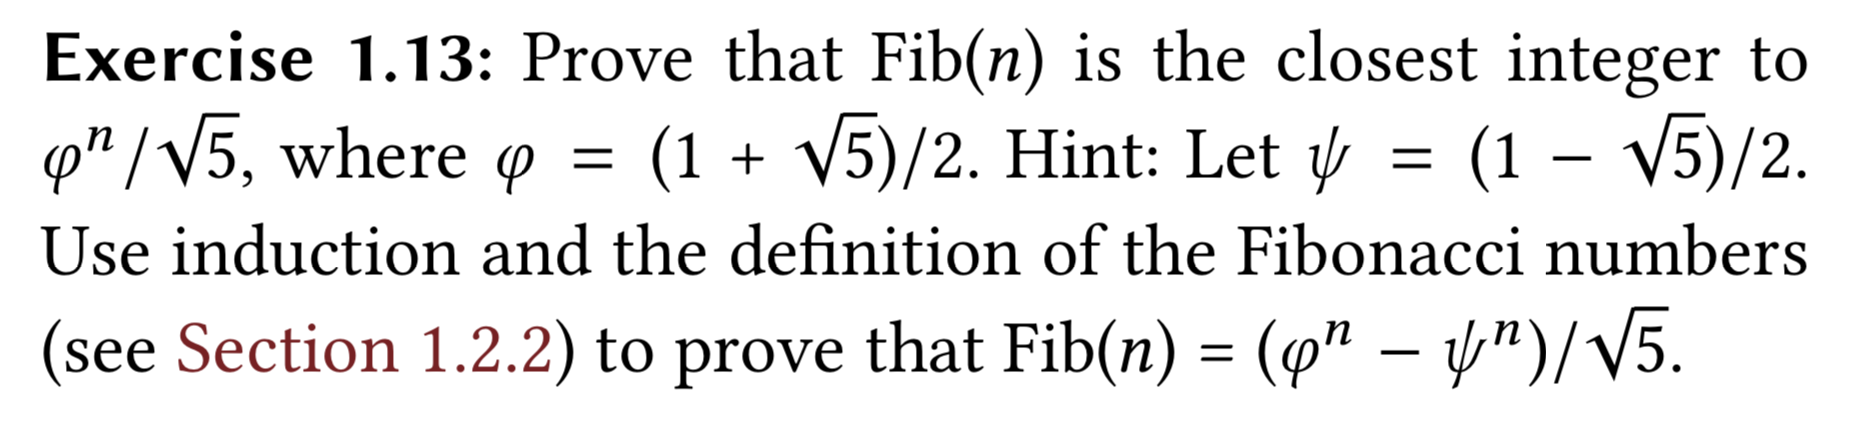 Exercise 1.13: Prove that Fib(n) is the closest integer to
φⁿ/√5, where φ = (1 + √5)/2. Hint: Let ψ = (1 − √5)/2.
Use induction and the definition of the Fibonacci numbers
(see Section 1.2.2) to prove that Fib(n) = (φⁿ − ψⁿ)/√5.